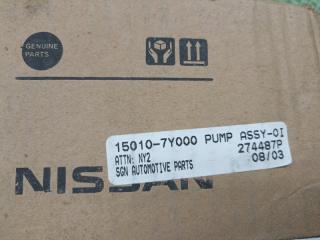 GENUINE
PARTS
15010-7Y000 PUMP ASSY-OI
274487P
ATTN: NY2
08/03
SGN AUTOMOTIVE PARTS
NISSAN